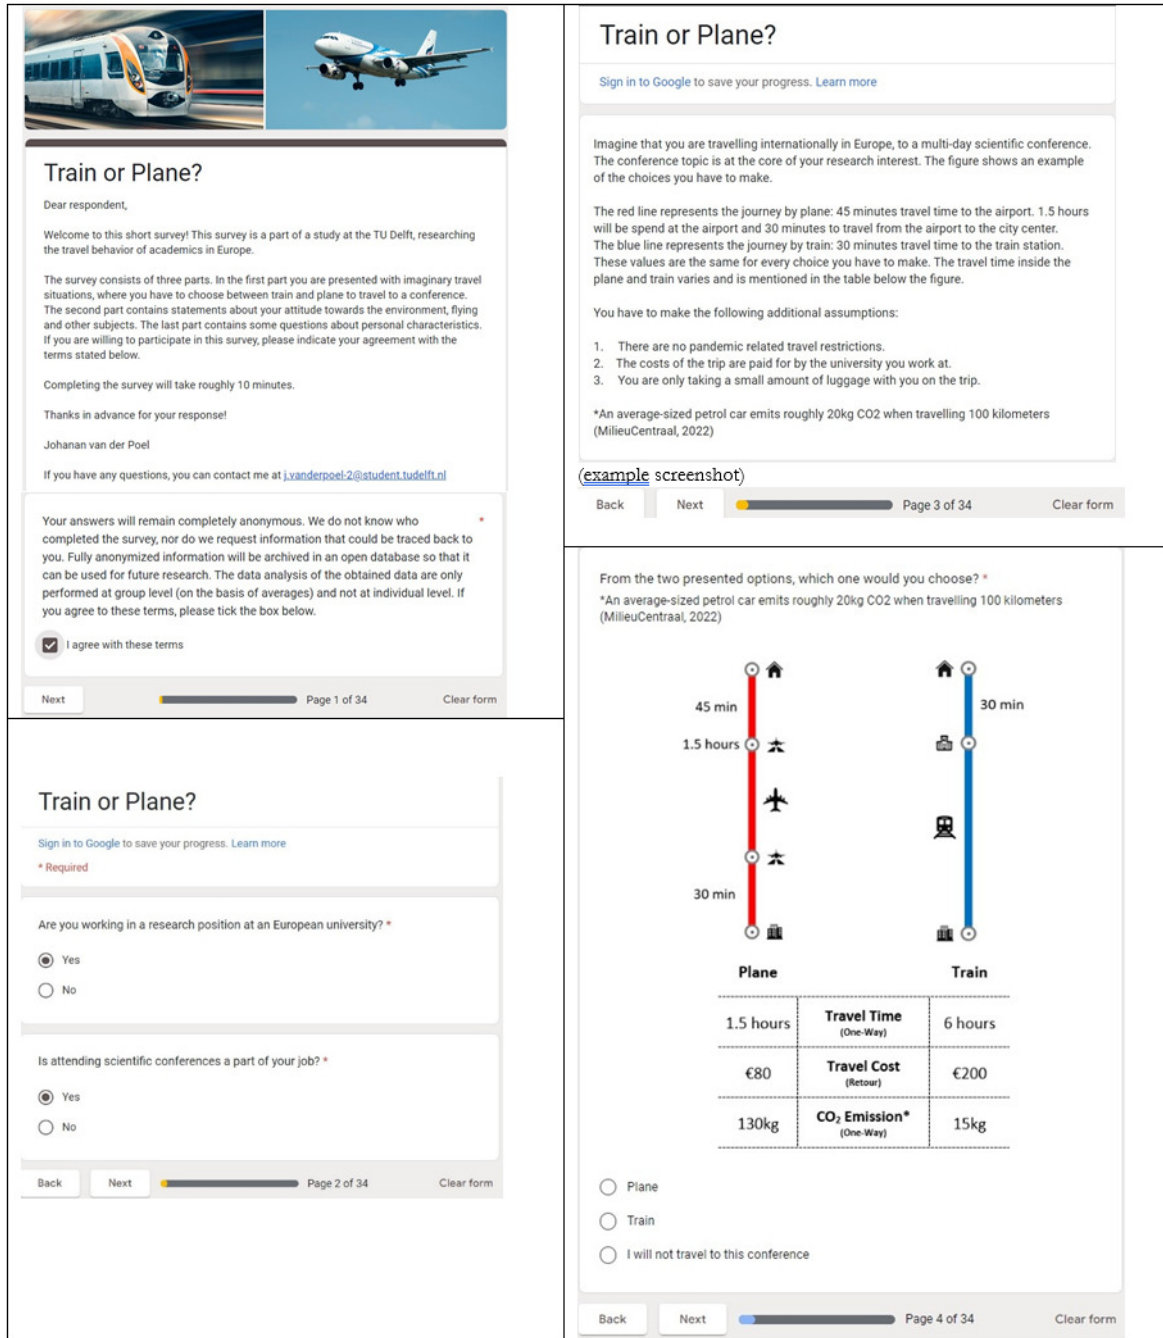 Train or Plane?
Dear respondent,
Welcome to this short survey! This survey is a part of a study at the TU Delft, researching
the travel behavior of academics in Europe.
The survey consists of three parts. In the first part you are presented with imaginary travel
situations, where you have to choose between train and plane to travel to a conference.
The second part contains statements about your attitude towards the environment, flying
and other subjects. The last part contains some questions about personal characteristics.
If you are willing to participate in this survey, please indicate your agreement with the
terms stated below.
Completing the survey will take roughly 10 minutes.
Thanks in advance for your response!
Johanan van der Poel
If you have any questions, you can contact me at j.vanderpoel-2@student.tudelft.nl
Your answers will remain completely anonymous. We do not know who *
completed the survey, nor do we request information that could be traced back to
you. Fully anonymized information will be archived in an open database so that it
can be used for future research. The data analysis of the obtained data are only
performed at group level (on the basis of averages) and not at individual level. If
you agree to these terms, please tick the box below.
I agree with these terms
Next Page 1 of 34 Clear form
Train or Plane?
Sign in to Google to save your progress. Learn more
* Required
Are you working in a research position at an European university? *
Yes
No
Is attending scientific conferences a part of your job? *
Yes
No
Back Next Page 2 of 34 Clear form
Train or Plane?
Sign in to Google to save your progress. Learn more
Imagine that you are travelling internationally in Europe, to a multi-day scientific conference.
The conference topic is at the core of your research interest. The figure shows an example
of the choices you have to make.
The red line represents the journey by plane: 45 minutes travel time to the airport. 1.5 hours
will be spend at the airport and 30 minutes to travel from the airport to the city center.
The blue line represents the journey by train: 30 minutes travel time to the train station.
These values are the same for every choice you have to make. The travel time inside the
plane and train varies and is mentioned in the table below the figure.
You have to make the following additional assumptions:
1. There are no pandemic related travel restrictions.
2. The costs of the trip are paid for by the university you work at.
3. You are only taking a small amount of luggage with you on the trip.
*An average-sized petrol car emits roughly 20kg CO2 when travelling 100 kilometers
(MilieuCentraal, 2022)
(example screenshot)
Back Next Page 3 of 34 Clear form
From the two presented options, which one would you choose? *
*An average-sized petrol car emits roughly 20kg CO2 when travelling 100 kilometers
(MilieuCentraal, 2022)
45 min 30 min
1.5 hours
30 min
Plane Train
1.5 hours Travel Time (One-Way) 6 hours
€80 Travel Cost (Retour) €200
130kg CO₂ Emission* (One-Way) 15kg
Plane
Train
I will not travel to this conference
Back Next Page 4 of 34 Clear form